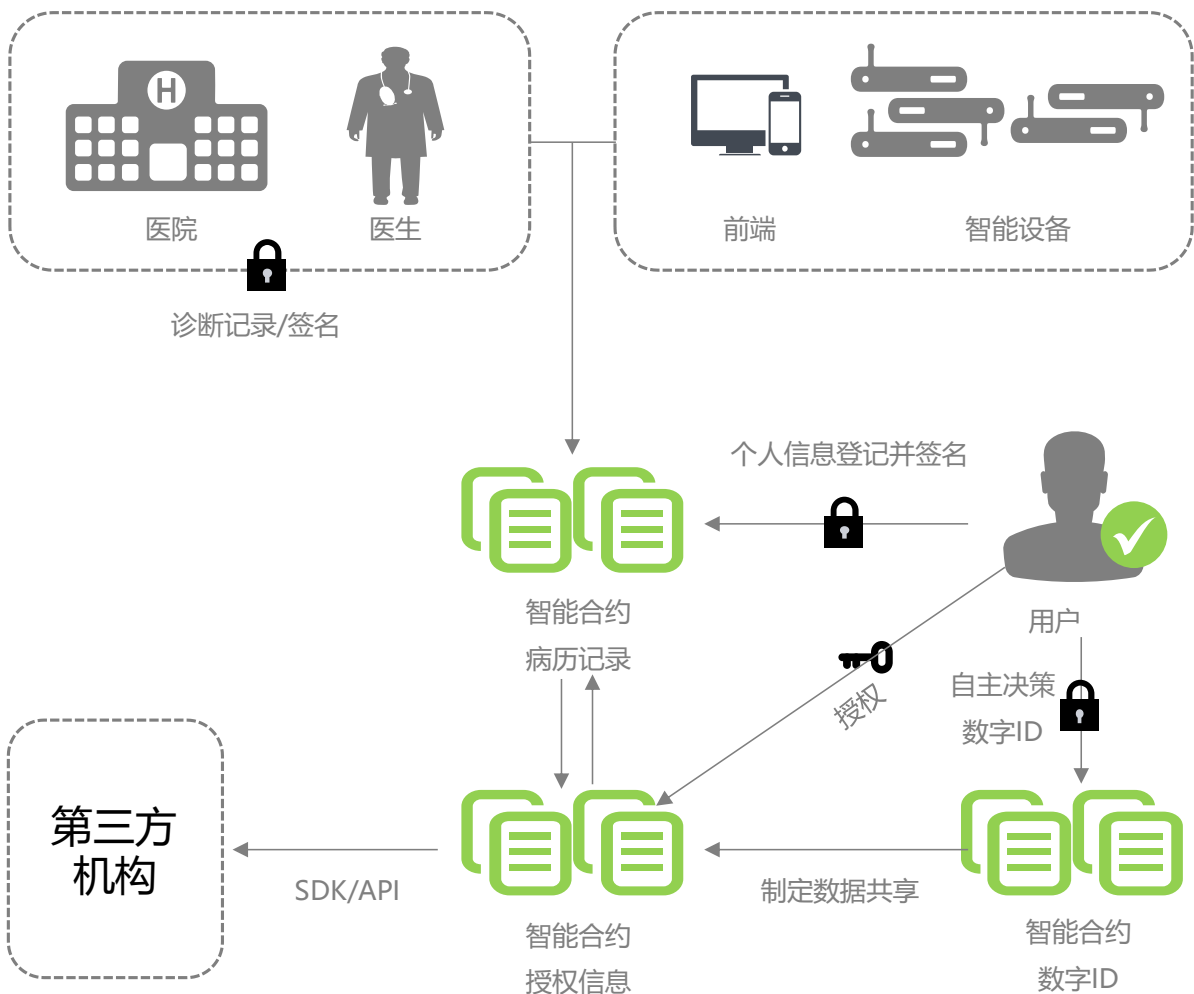 H
医院
医生
前端
智能设备
诊断记录/签名
个人信息登记并签名
智能合约
病历记录
用户
自主决策
数字ID
授权
第三方
机构
SDK/API
制定数据共享
智能合约
授权信息
智能合约
数字ID